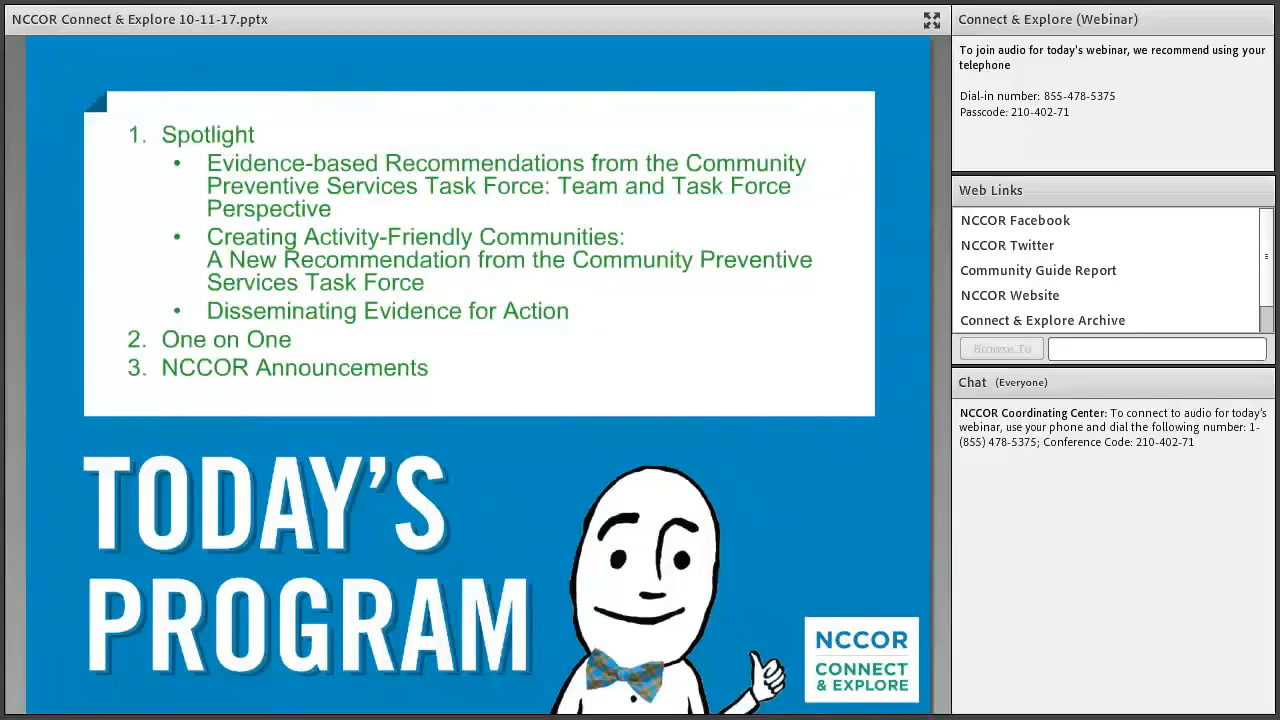 NCCOR Connect & Explore 10-11-17.pptx
1. Spotlight
• Evidence-based Recommendations from the Community
Preventive Services Task Force: Team and Task Force
Perspective
• Creating Activity-Friendly Communities:
A New Recommendation from the Community Preventive
Services Task Force
• Disseminating Evidence for Action
2. One on One
3. NCCOR Announcements
TODAY'S
PROGRAM
NCCOR
CONNECT
& EXPLORE
Connect & Explore (Webinar)
To join audio for today's webinar, we recommend using your
telephone
Dial-in number: 855-478-5375
Passcode: 210-402-71
Web Links
NCCOR Facebook
NCCOR Twitter
Community Guide Report
NCCOR Website
Connect & Explore Archive
Browse To
Chat (Everyone)
NCCOR Coordinating Center: To connect to audio for today's
webinar, use your phone and dial the following number: 1-
(855) 478-5375; Conference Code: 210-402-71